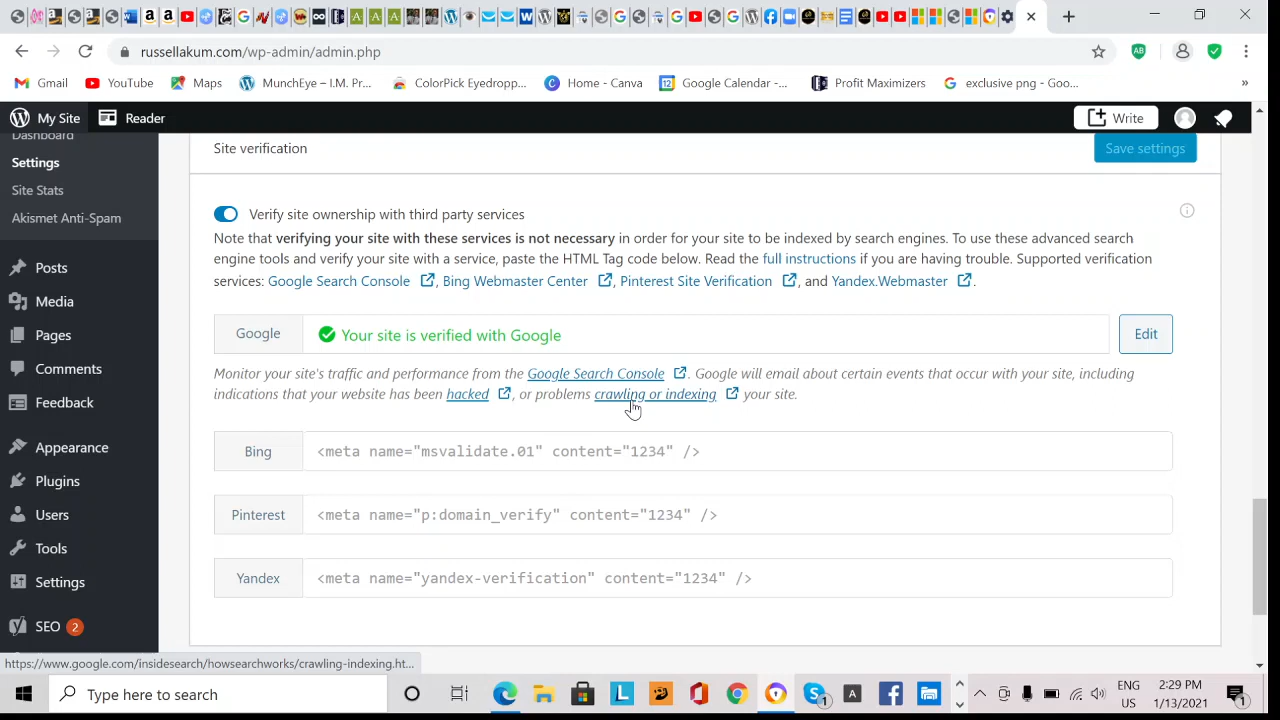 russellakum.com/wp-admin/admin.php
Gmail
YouTube
Maps
MunchEye – I.M. Pr...
ColorPick Eyedropp...
Home - Canva
Google Calendar -...
Profit Maximizers
exclusive png - Goo...
»
My Site
Reader
Write
Dashboard
Settings
Site Stats
Akismet Anti-Spam
Posts
Media
Pages
Comments
Feedback
Appearance
Plugins
Users
Tools
Settings
SEO 2
Site verification
Save settings
Verify site ownership with third party services
Note that verifying your site with these services is not necessary in order for your site to be indexed by search engines. To use these advanced search
engine tools and verify your site with a service, paste the HTML Tag code below. Read the full instructions if you are having trouble. Supported verification
services: Google Search Console , Bing Webmaster Center , Pinterest Site Verification , and Yandex.Webmaster .
Google
Your site is verified with Google
Edit
Monitor your site's traffic and performance from the Google Search Console . Google will email about certain events that occur with your site, including
indications that your website has been hacked , or problems crawling or indexing your site.
Bing
<meta name="msvalidate.01" content="1234" />
Pinterest
<meta name="p:domain_verify" content="1234" />
Yandex
<meta name="yandex-verification" content="1234" />
https://www.google.com/insidesearch/howsearchworks/crawling-indexing.ht...
Type here to search
ENG
US
2:29 PM
1/13/2021